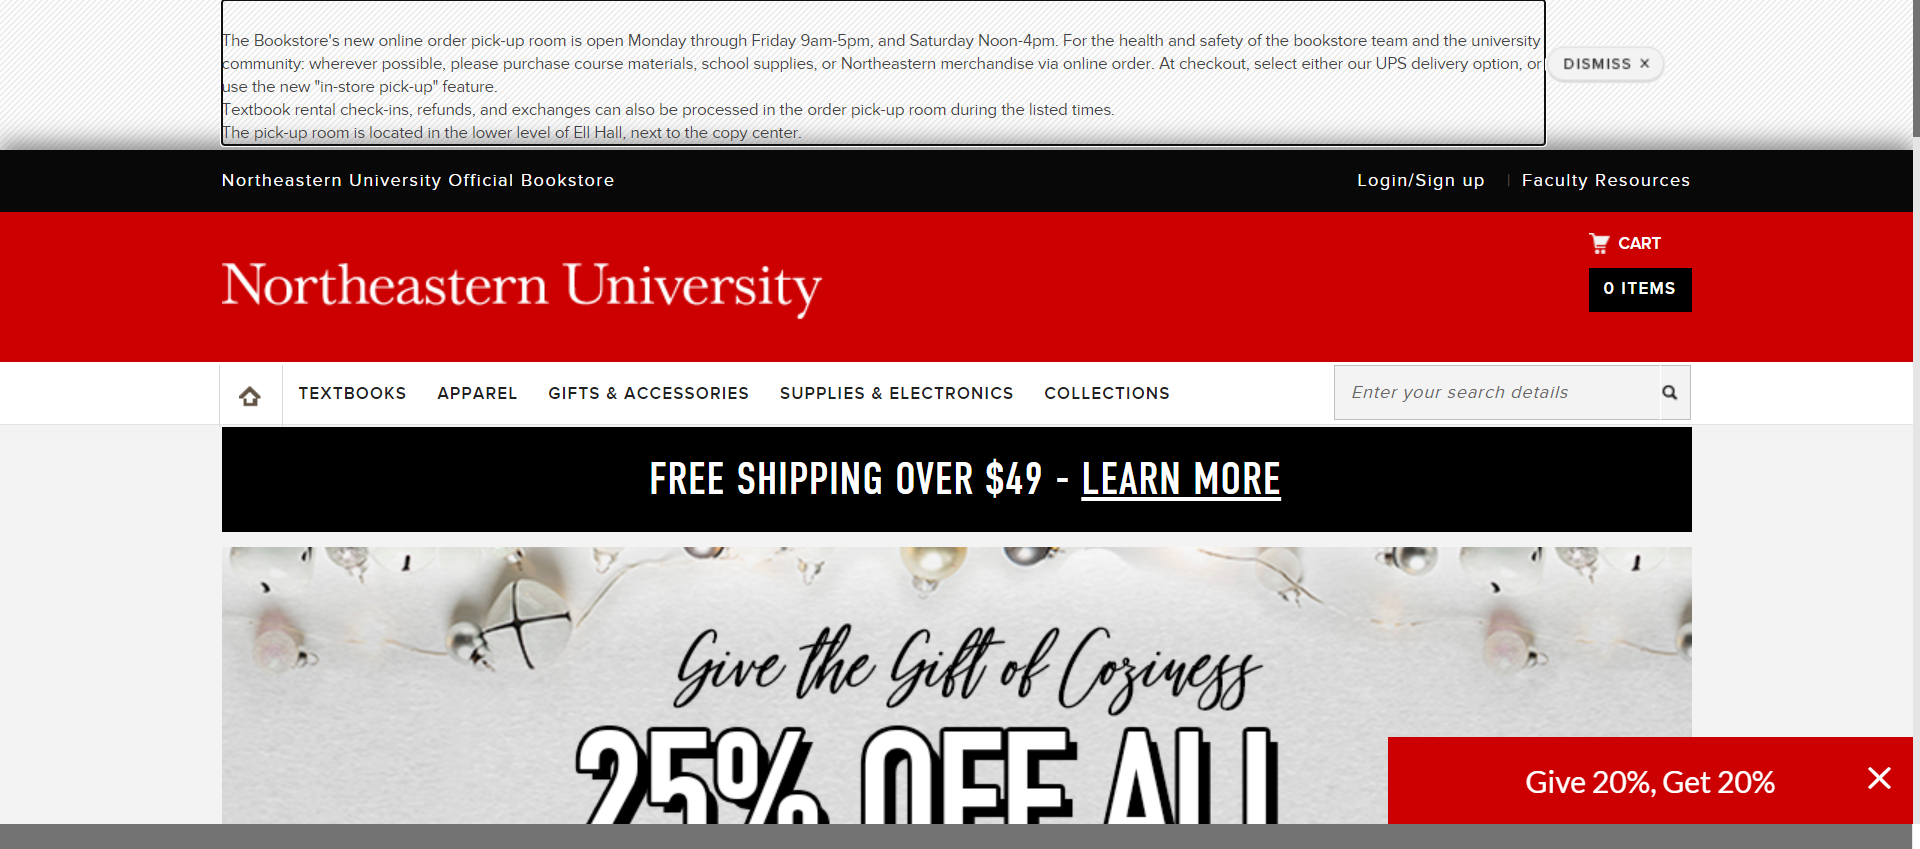 The Bookstore's new online order pick-up room is open Monday through Friday 9am-5pm, and Saturday Noon-4pm. For the health and safety of the bookstore team and the university
community: wherever possible, please purchase course materials, school supplies, or Northeastern merchandise via online order. At checkout, select either our UPS delivery option, or
use the new "in-store pick-up" feature.
Textbook rental check-ins, refunds, and exchanges can also be processed in the order pick-up room during the listed times.
The pick-up room is located in the lower level of Ell Hall, next to the copy center.
DISMISS ×
Northeastern University Official Bookstore
Login/Sign up | Faculty Resources
CART
Northeastern University
0 ITEMS
TEXTBOOKS APPAREL GIFTS & ACCESSORIES SUPPLIES & ELECTRONICS COLLECTIONS
Enter your search details
FREE SHIPPING OVER $49 - LEARN MORE
Give the Gift of Coziness
25% OFF ALL
Give 20%, Get 20%